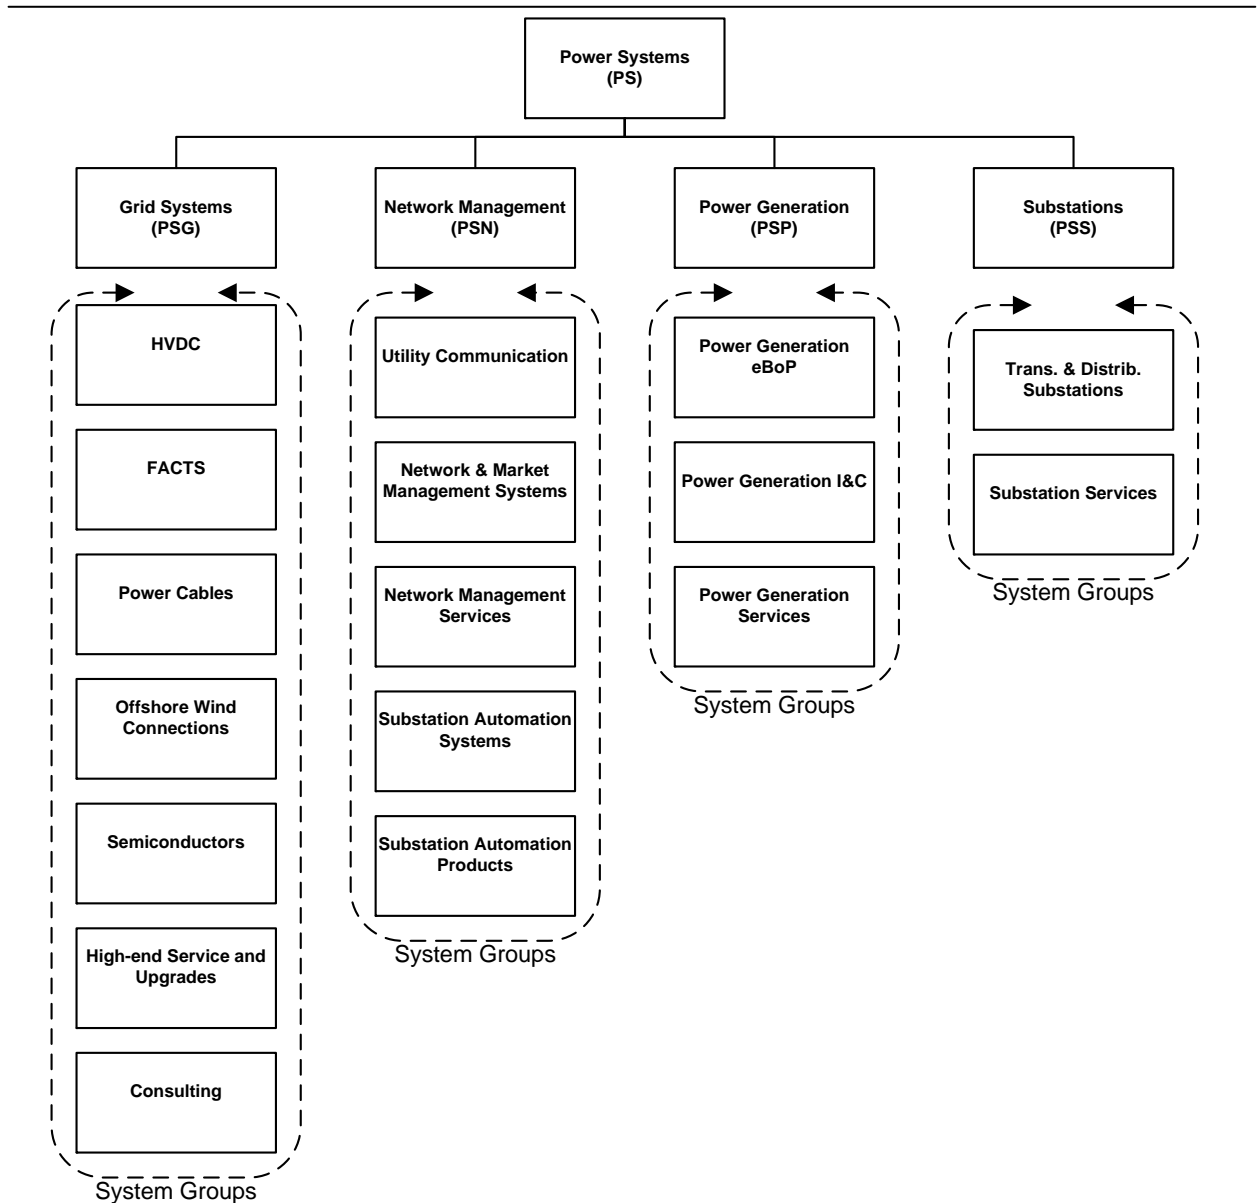 Power Systems
(PS)
Grid Systems
(PSG)
Network Management
(PSN)
Power Generation
(PSP)
Substations
(PSS)
HVDC
FACTS
Power Cables
Offshore Wind
Connections
Semiconductors
High-end Service and
Upgrades
Consulting
System Groups
Utility Communication
Network & Market
Management Systems
Network Management
Services
Substation Automation
Systems
Substation Automation
Products
System Groups
Power Generation
eBoP
Power Generation I&C
Power Generation
Services
System Groups
Trans. & Distrib.
Substations
Substation Services
System Groups